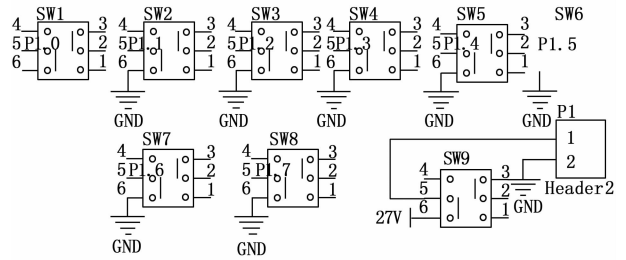 SW1 SW2 SW3 SW4 SW5 SW6
4 3 4 3 4 3 4 3 4 3
5 P1.0 2 5 P1.1 2 5 P1.2 2 5 P1.3 2 5 P1.4 2 P1.5
6 1 6 1 6 1 6 1 6 1
GND GND GND GND GND
P1
SW7 SW8 SW9 1
4 3 4 3 4 3 2
5 P1.6 2 5 P1.7 2 5 2 Header2
6 1 6 1 27V 6 1 GND
GND GND